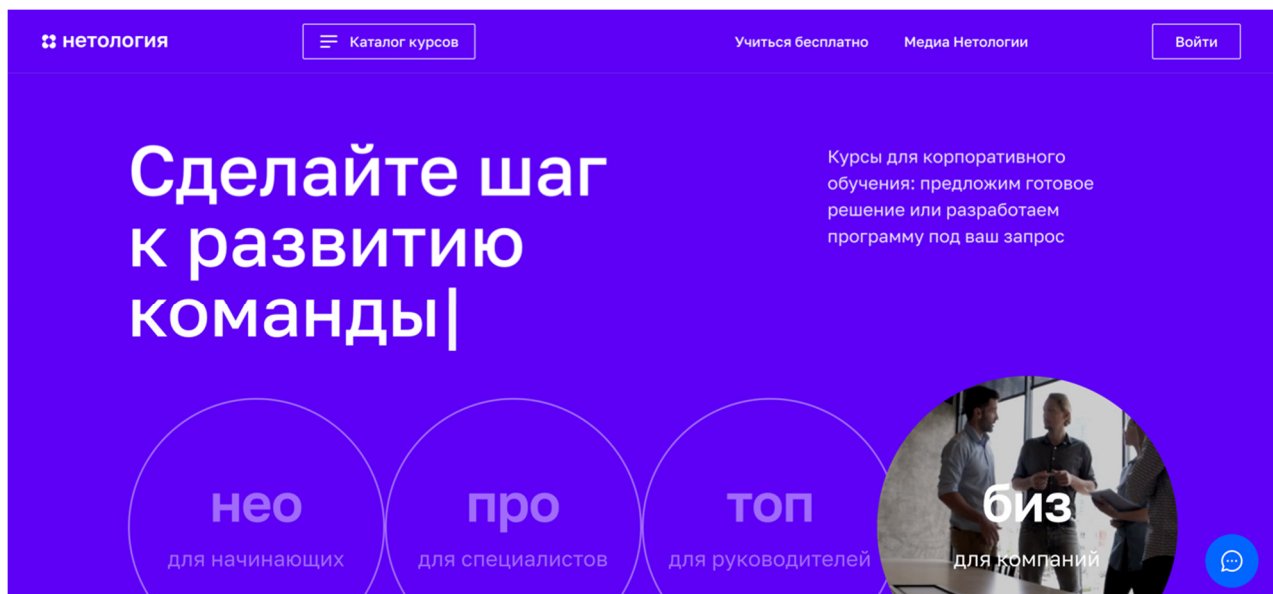 нетология
Каталог курсов
Учиться бесплатно
Медиа Нетологии
Войти
Сделайте шаг
к развитию
команды|
Курсы для корпоративного
обучения: предложим готовое
решение или разработаем
программу под ваш запрос
нео
для начинающих
про
для специалистов
топ
для руководителей
биз
для компаний